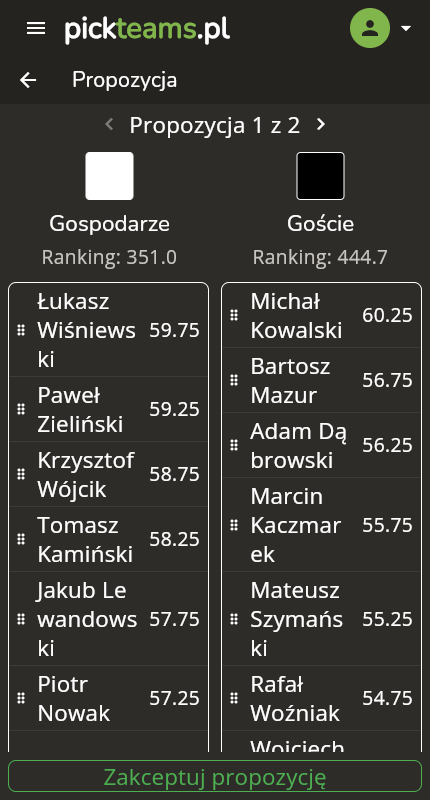 pickteams.pl
Propozycja
Propozycja 1 z 2
Gospodarze
Ranking: 351.0
Łukasz
Wiśniews
ki
59.75
Paweł
Zieliński
59.25
Krzysztof
Wójcik
58.75
Tomasz
Kamiński
58.25
Jakub Le
wandows
ki
57.75
Piotr
Nowak
57.25
Goście
Ranking: 444.7
Michał
Kowalski
60.25
Bartosz
Mazur
56.75
Adam Dą
browski
56.25
Marcin
Kaczmar
ek
55.75
Mateusz
Szymańs
ki
55.25
Rafał
Woźniak
54.75
Wojciech
Zakceptuj propozycję